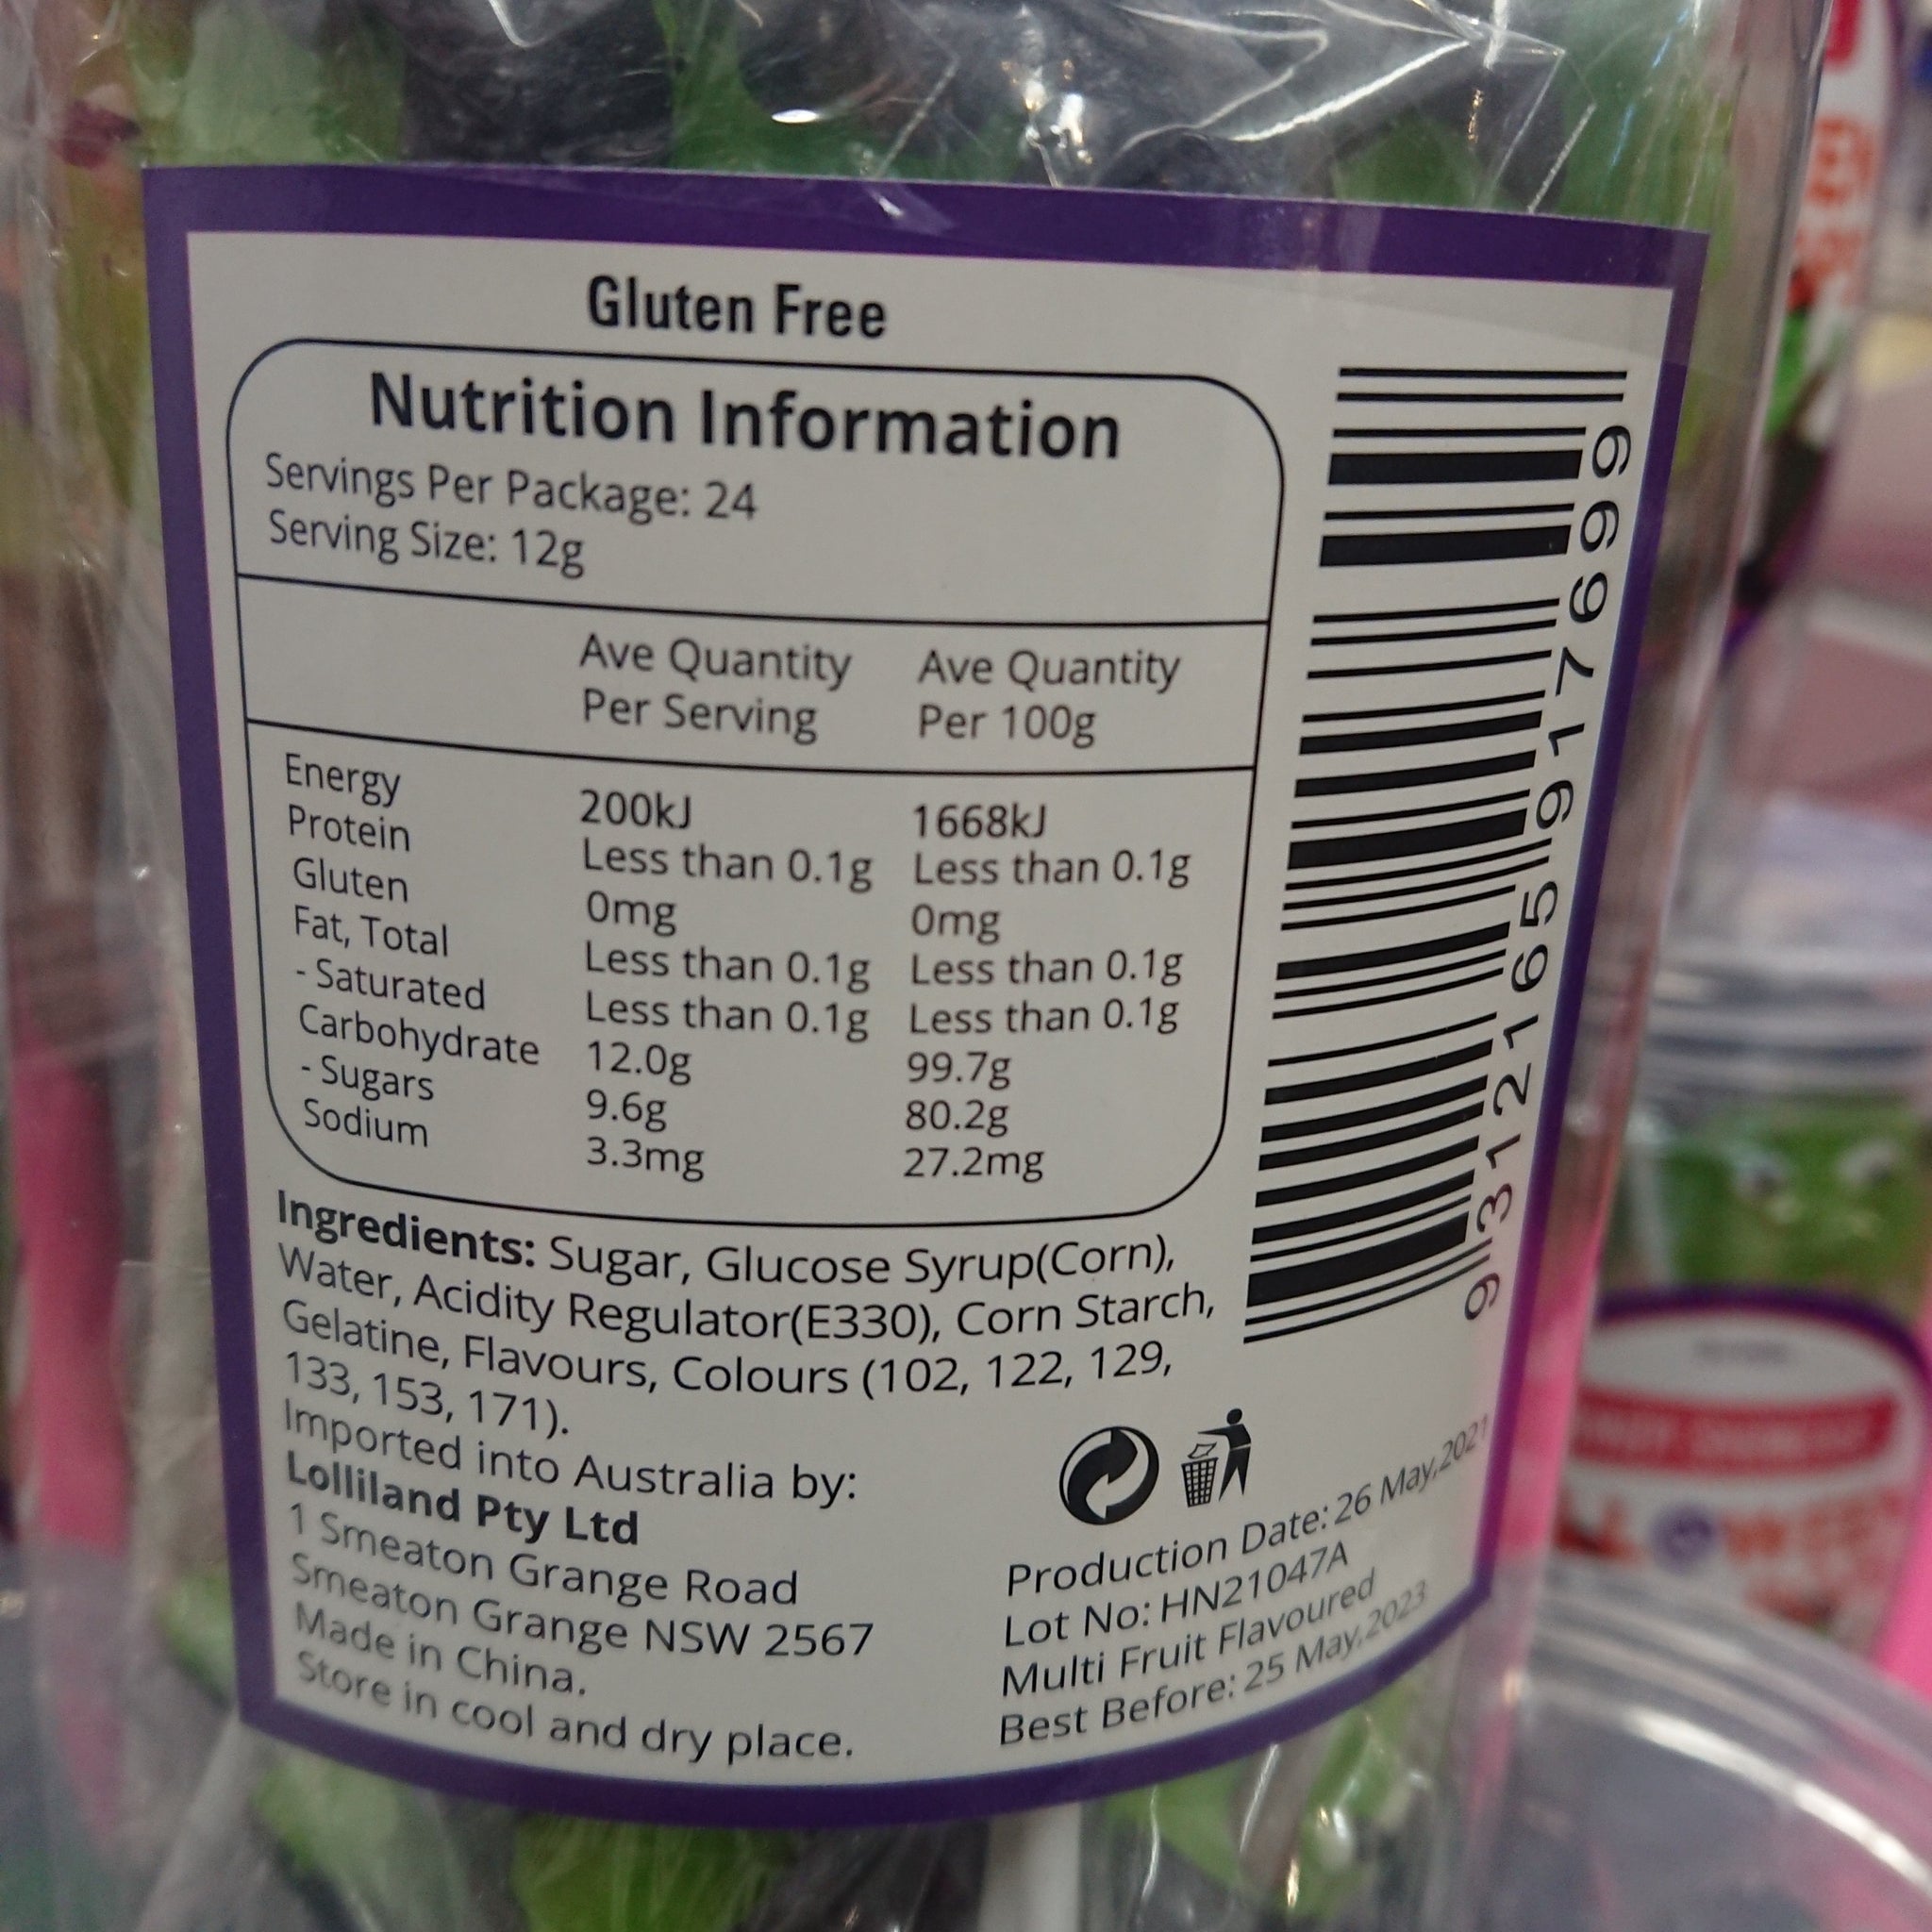 Gluten Free
Nutrition Information
Servings Per Package: 24
Serving Size: 12g
Ave Quantity Per Serving Ave Quantity Per 100g
Energy 200kJ 1668kJ
Protein Less than 0.1g Less than 0.1g
Gluten 0mg 0mg
Fat, Total Less than 0.1g Less than 0.1g
- Saturated Less than 0.1g Less than 0.1g
Carbohydrate 12.0g 99.7g
- Sugars 9.6g 80.2g
Sodium 3.3mg 27.2mg
Ingredients: Sugar, Glucose Syrup(Corn),
Water, Acidity Regulator(E330), Corn Starch,
Gelatine, Flavours, Colours (102, 122, 129,
133, 153, 171).
Imported into Australia by:
Lolliland Pty Ltd
1 Smeaton Grange Road
Smeaton Grange NSW 2567
Made in China.
Store in cool and dry place.
Production Date: 26 May,2021
Lot No: HN21047A
Multi Fruit Flavoured
Best Before: 25 May,2023
9 312165 917699